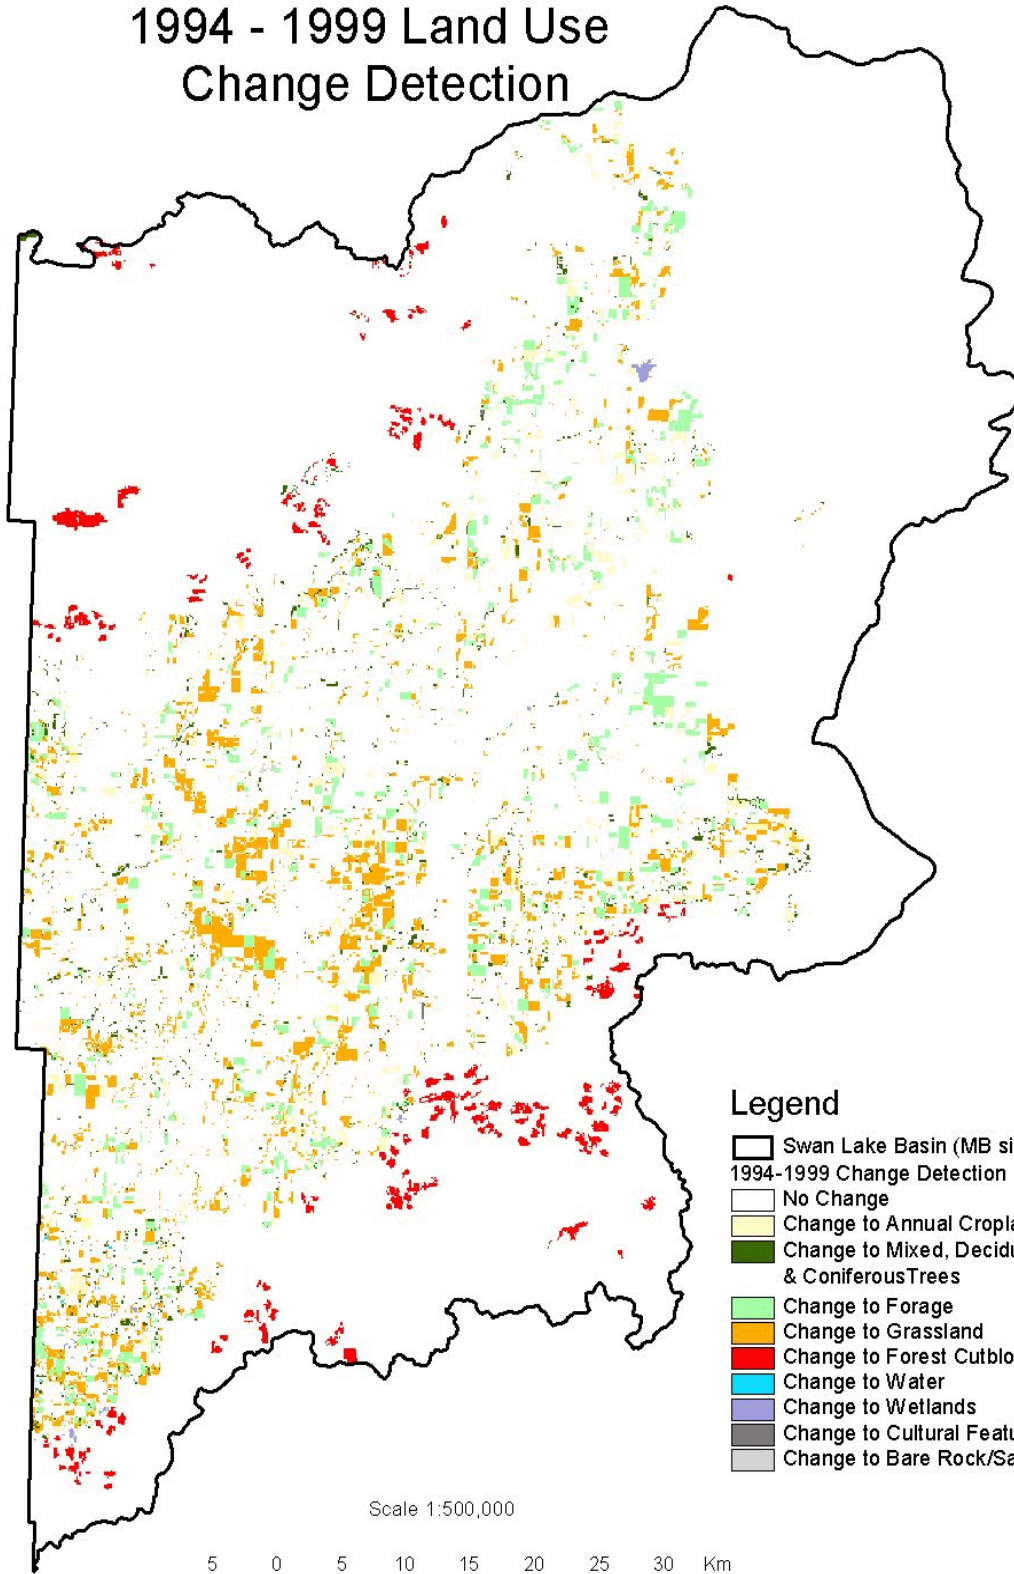 1994 - 1999 Land Use
Change Detection
Legend
Swan Lake Basin (MB si
1994-1999 Change Detection
No Change
Change to Annual Cropla
Change to Mixed, Decidu
& ConiferousTrees
Change to Forage
Change to Grassland
Change to Forest Cutblo
Change to Water
Change to Wetlands
Change to Cultural Featu
Change to Bare Rock/Sa
Scale 1:500,000
5 0 5 10 15 20 25 30 Km